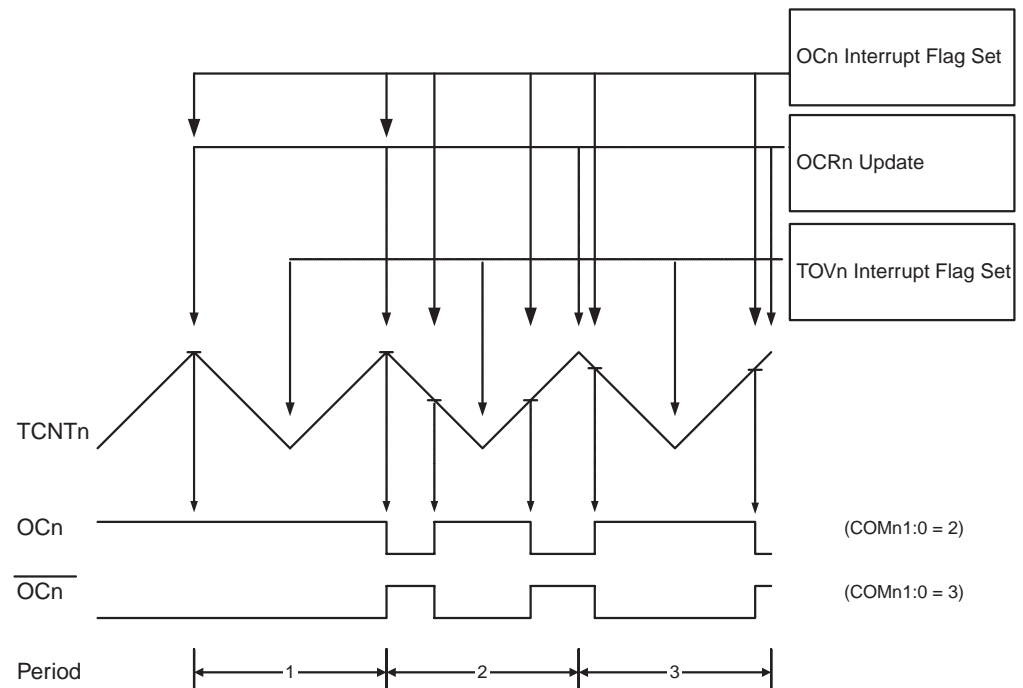 OCn Interrupt Flag Set
OCRn Update
TOVn Interrupt Flag Set
TCNTn
OCn
(COMn1:0 = 2)
OCn
(COMn1:0 = 3)
Period
1
2
3